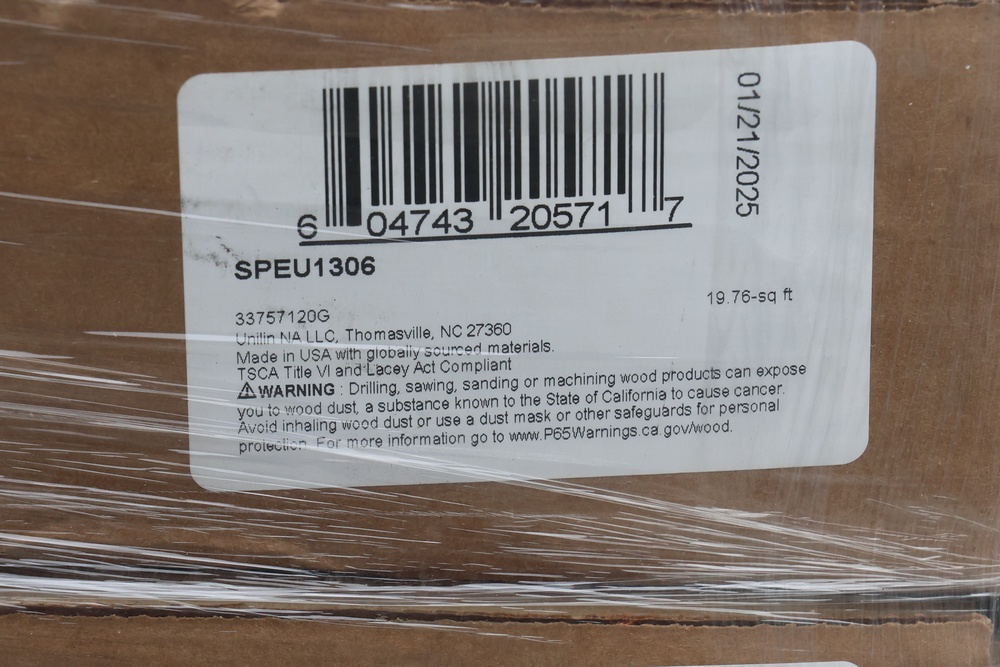 01/21/2025
6 04743 20571 7
SPEU1306
19.76-sq ft
33757120G
Unilin NA LLC, Thomasville, NC 27360
Made in USA with globally sourced materials.
TSCA Title VI and Lacey Act Compliant
⚠WARNING : Drilling, sawing, sanding or machining wood products can expose
you to wood dust, a substance known to the State of California to cause cancer.
Avoid inhaling wood dust or use a dust mask or other safeguards for personal
protection. For more information go to www.P65Warnings.ca.gov/wood.